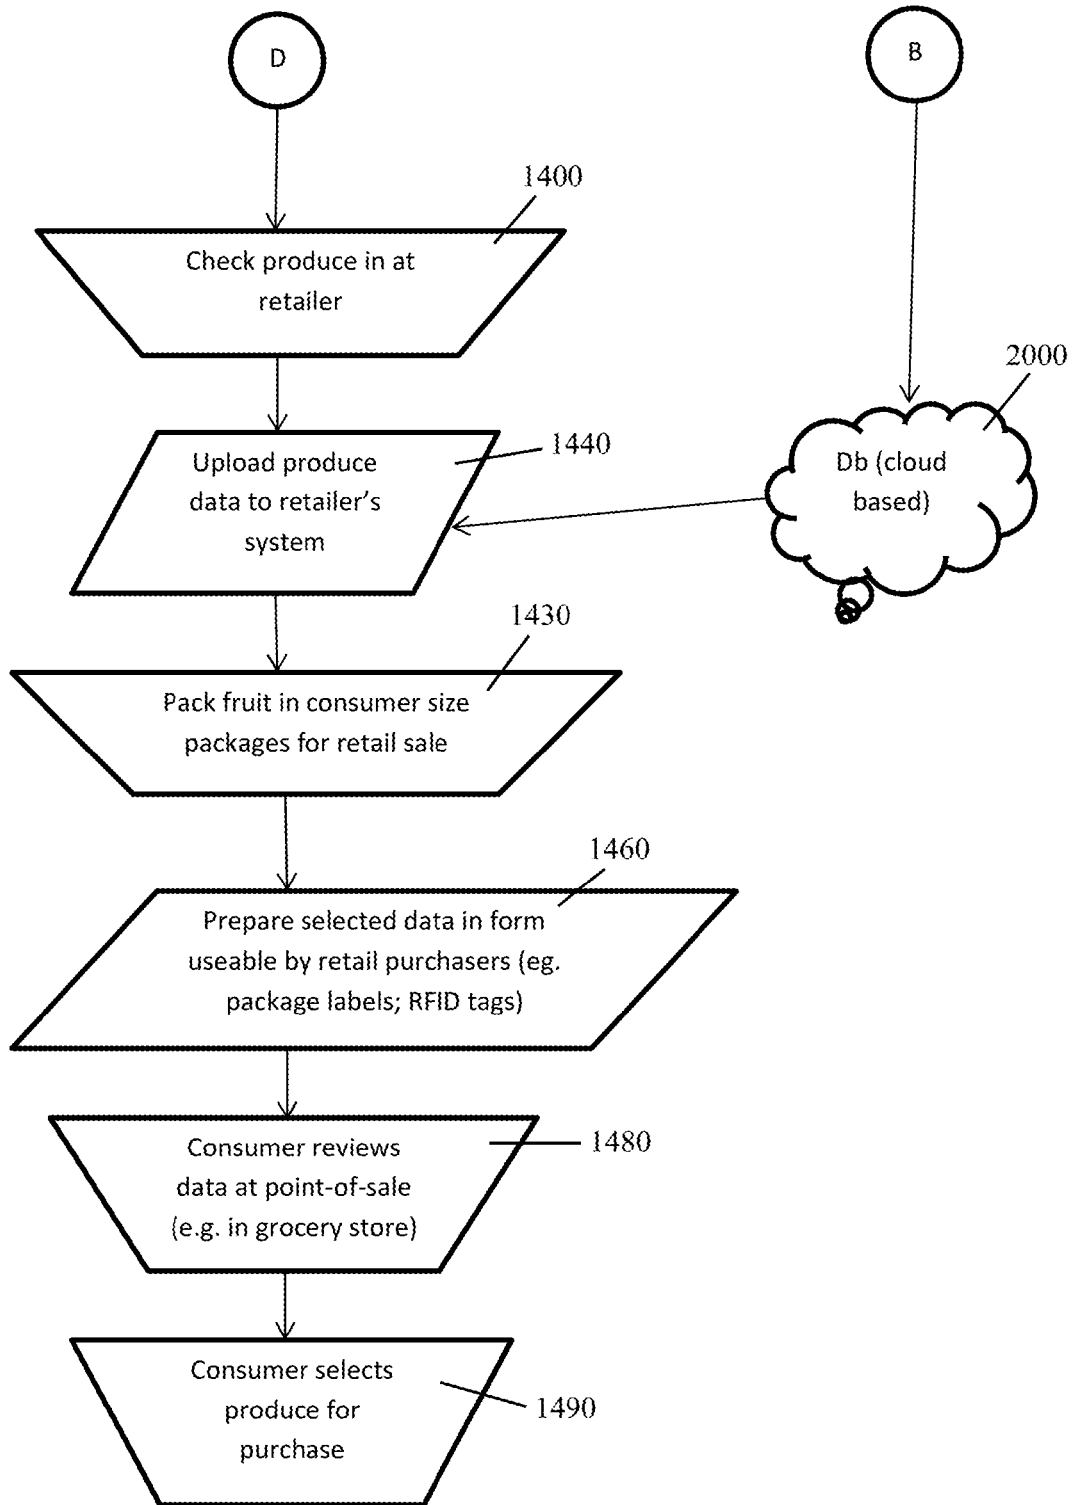 D
B
1400
Check produce in at
retailer
2000
1440
Upload produce
data to retailer's
system
Db (cloud
based)
1430
Pack fruit in consumer size
packages for retail sale
1460
Prepare selected data in form
useable by retail purchasers (eg.
package labels; RFID tags)
Consumer reviews
data at point-of-sale
(e.g. in grocery store)
1480
Consumer selects
produce for
purchase
1490